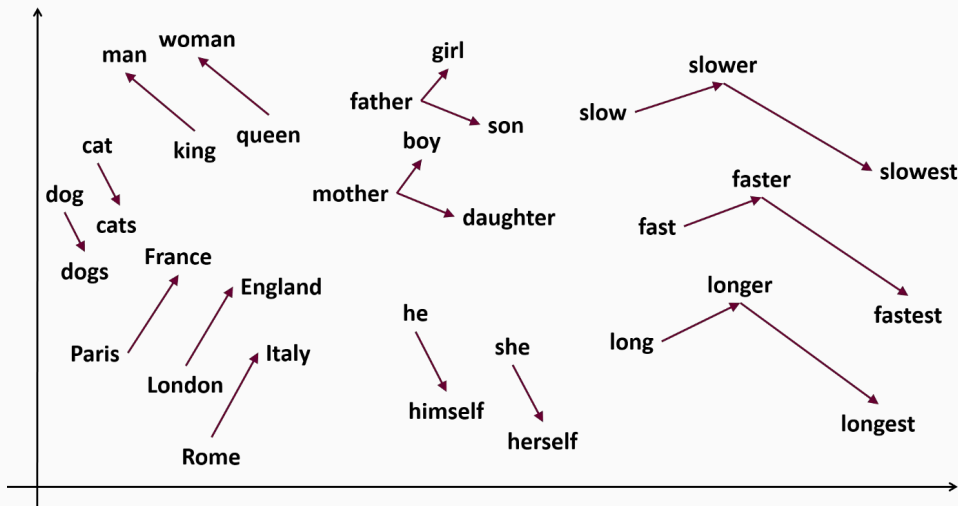 woman
man
girl
slower
father
slow
son
queen
boy
cat
king
slowest
faster
dog
mother
daughter
cats
fast
France
dogs
England
longer
he
fastest
long
she
Paris
Italy
London
himself
longest
herself
Rome